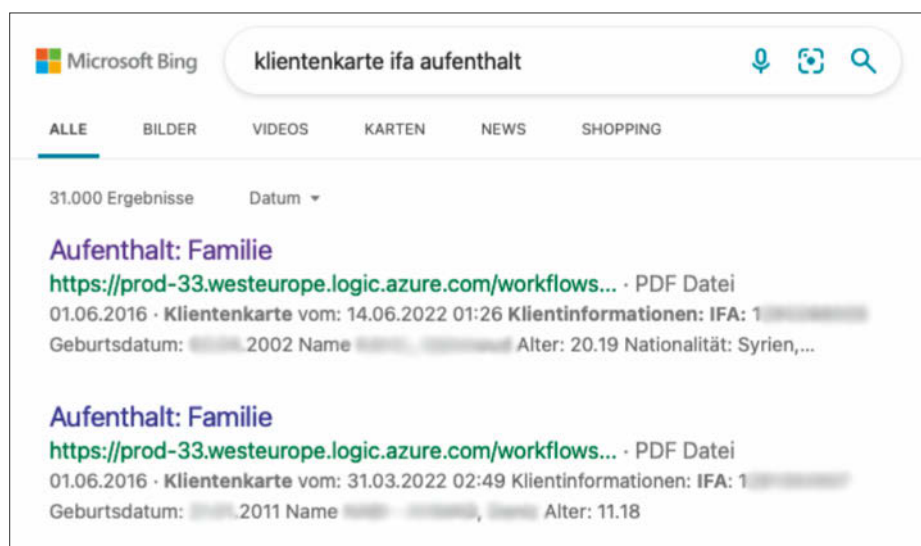 Microsoft Bing klientenkarte ifa aufenthalt
ALLE BILDER VIDEOS KARTEN NEWS SHOPPING
31.000 Ergebnisse Datum
Aufenthalt: Familie
https://prod-33.westeurope.logic.azure.com/workflows... · PDF Datei
01.06.2016 · Klientenkarte vom: 14.06.2022 01:26 Klientinformationen: IFA: 1
Geburtsdatum: .2002 Name Alter: 20.19 Nationalität: Syrien,...
Aufenthalt: Familie
https://prod-33.westeurope.logic.azure.com/workflows... · PDF Datei
01.06.2016 · Klientenkarte vom: 31.03.2022 02:49 Klientinformationen: IFA: 1
Geburtsdatum: .2011 Name Alter: 11.18